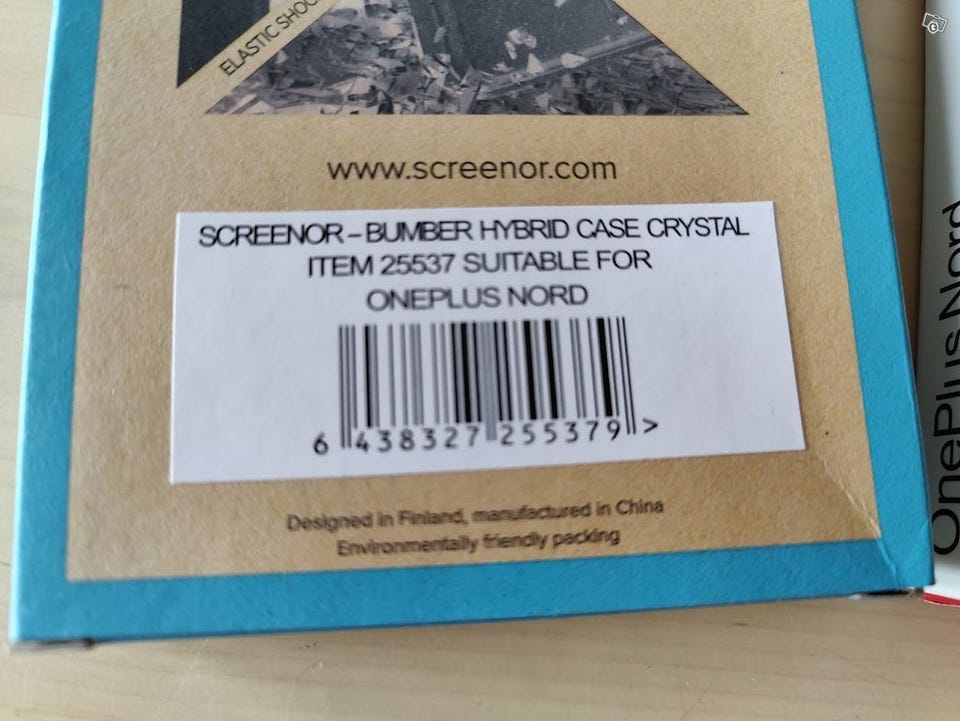 ELASTIC SHOC
www.screenor.com
SCREENOR – BUMBER HYBRID CASE CRYSTAL
ITEM 25537 SUITABLE FOR
ONEPLUS NORD
6 438327 255379 >
Designed in Finland, manufactured in China
Environmentally friendly packing
OnePlus Nord